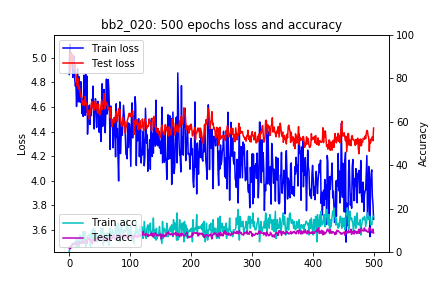 bb2_020: 500 epochs loss and accuracy
Train loss
Test loss
Train acc
Test acc
Loss
5.0
4.8
4.6
4.4
4.2
4.0
3.8
3.6
Accuracy
100
80
60
40
20
0
0 100 200 300 400 500